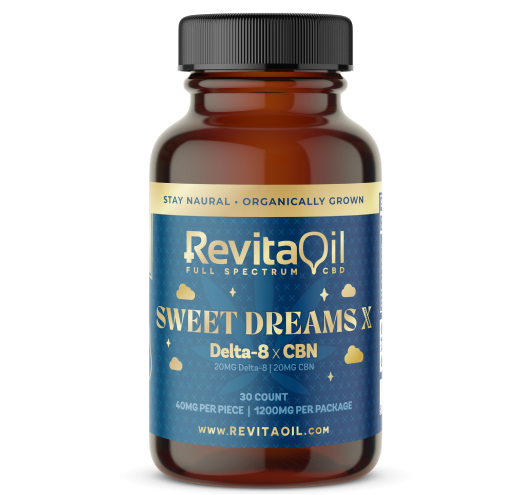 STAY NAURAL • ORGANICALLY GROWN
RevitaOil
FULL SPECTRUM CBD
SWEET DREAMS X
Delta-8 x CBN
20MG Delta-8 | 20MG CBN
30 COUNT
40MG PER PIECE | 1200MG PER PACKAGE
WWW.REVITAOIL.COM